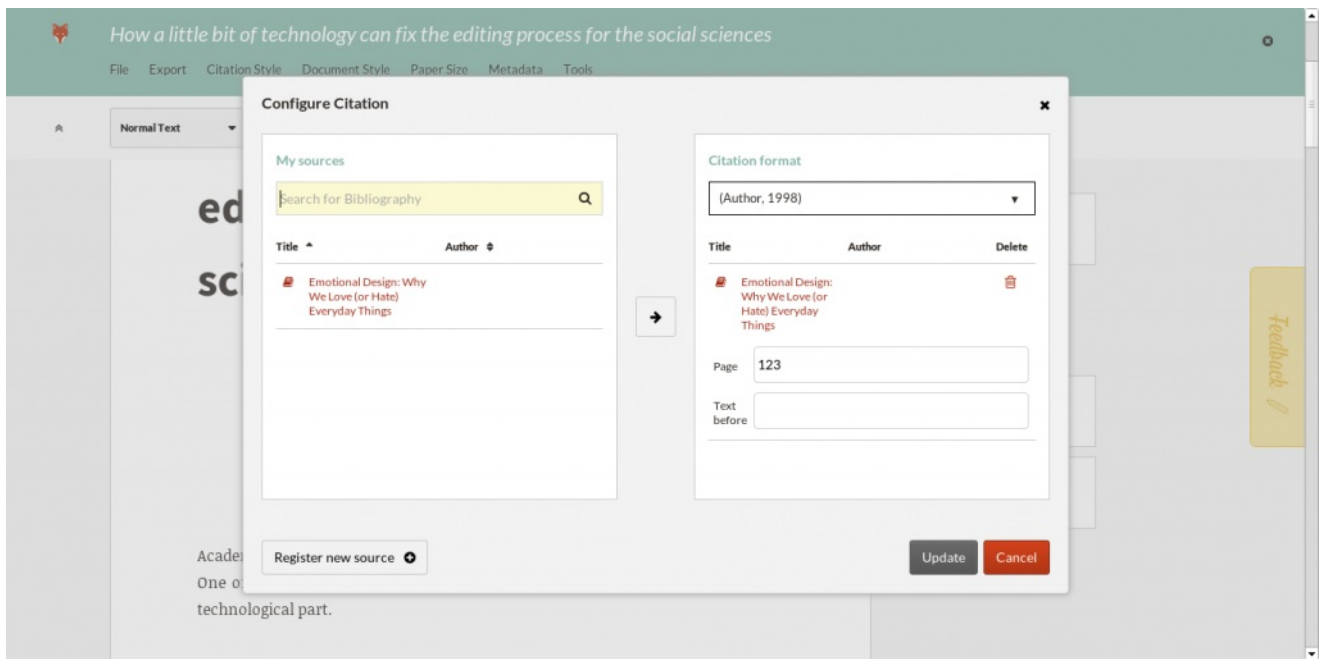 How a little bit of technology can fix the editing process for the social sciences
File Export Citation Style Document Style Paper Size Metadata Tools
Configure Citation
Normal Text
My sources
Search for Bibliography
Title Author
Emotional Design: Why
We Love (or Hate)
Everyday Things
Citation format
(Author, 1998)
Title Author Delete
Emotional Design:
Why We Love (or
Hate) Everyday
Things
Page 123
Text
before
Register new source
Update Cancel
ed
sci
Acade
One o
technological part.
Feedback